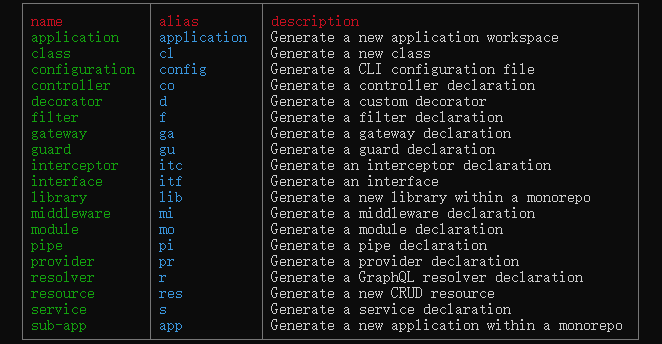 name alias description
application application Generate a new application workspace
class cl Generate a new class
configuration config Generate a CLI configuration file
controller co Generate a controller declaration
decorator d Generate a custom decorator
filter f Generate a filter declaration
gateway ga Generate a gateway declaration
guard gu Generate a guard declaration
interceptor itc Generate an interceptor declaration
interface itf Generate an interface
library lib Generate a new library within a monorepo
middleware mi Generate a middleware declaration
module mo Generate a module declaration
pipe pi Generate a pipe declaration
provider pr Generate a provider declaration
resolver r Generate a GraphQL resolver declaration
resource res Generate a new CRUD resource
service s Generate a service declaration
sub-app app Generate a new application within a monorepo